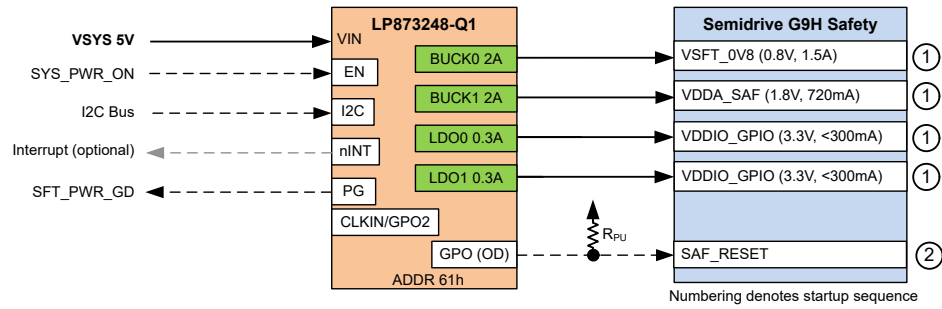 LP873248-Q1
Semidrive G9H Safety
VSYS 5V
VIN
BUCK0 2A
VSFT_0V8 (0.8V, 1.5A)
1
SYS_PWR_ON
EN
BUCK1 2A
VDDA_SAF (1.8V, 720mA)
1
I2C Bus
I2C
LDO0 0.3A
VDDIO_GPIO (3.3V, <300mA)
1
Interrupt (optional)
nINT
LDO1 0.3A
VDDIO_GPIO (3.3V, <300mA)
1
SFT_PWR_GD
PG
CLKIN/GPO2
RPU
GPO (OD)
SAF_RESET
2
ADDR 61h
Numbering denotes startup sequence